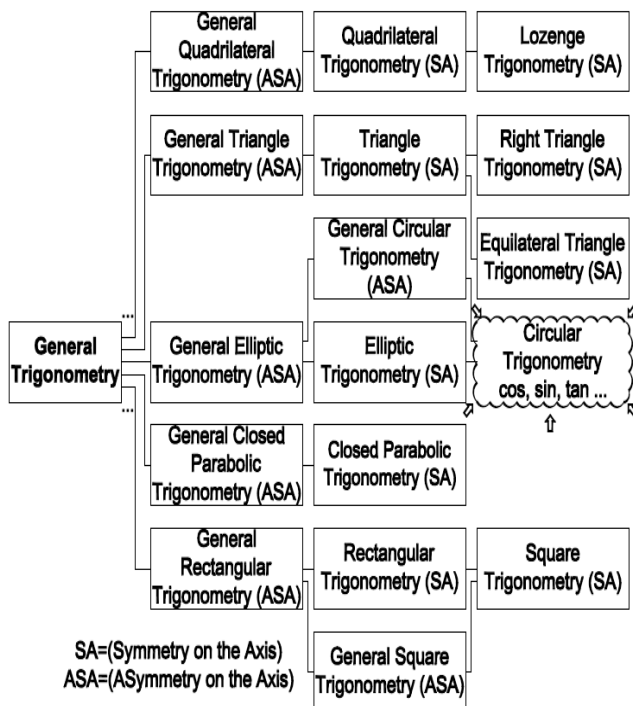 General
Quadrilateral
Trigonometry (ASA)
Quadrilateral
Trigonometry (SA)
Lozenge
Trigonometry (SA)
General Triangle
Trigonometry (ASA)
Triangle
Trigonometry (SA)
Right Triangle
Trigonometry (SA)
General Circular
Trigonometry
(ASA)
Equilateral Triangle
Trigonometry (SA)
...
General
Trigonometry
...
General Elliptic
Trigonometry (ASA)
Elliptic
Trigonometry (SA)
Circular
Trigonometry
cos, sin, tan ...
General Closed
Parabolic
Trigonometry (ASA)
Closed Parabolic
Trigonometry (SA)
General
Rectangular
Trigonometry (ASA)
Rectangular
Trigonometry (SA)
Square
Trigonometry (SA)
General Square
Trigonometry (ASA)
SA=(Symmetry on the Axis)
ASA=(ASymmetry on the Axis)